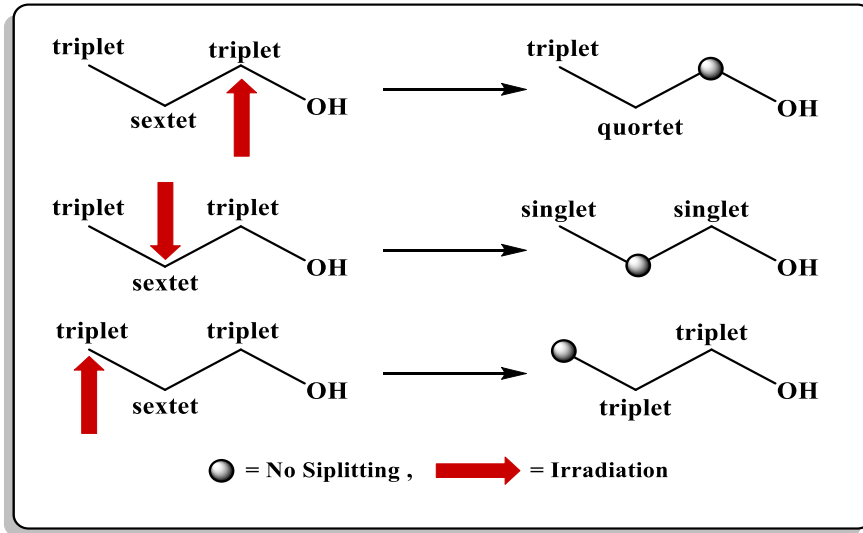 triplet triplet
sextet OH
triplet
quortet OH
triplet triplet
sextet OH
singlet singlet
OH
triplet triplet
sextet OH
triplet
triplet OH
= No Siplitting , = Irradiation